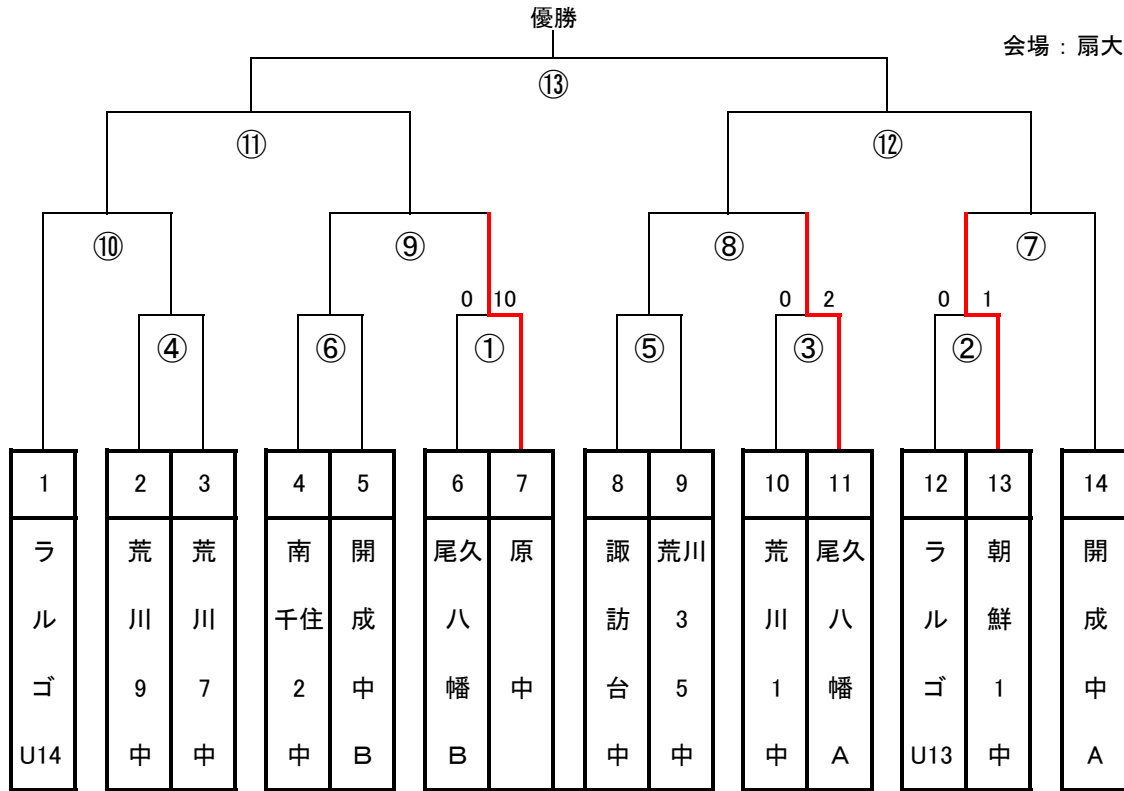 優勝
会場：扇大
⑬
⑪ ⑫
⑩ ⑨ ⑧ ⑦
0 10 0 2 0 1
④ ⑥ ① ⑤ ③ ②
1 2 3 4 5 6 7 8 9 10 11 12 13 14
ラルゴU14
荒川9中
荒川7中
南千住2中
開成中B
尾久八幡B
原中
諏訪台中
荒川35中
荒川1中
尾久八幡A
ラルゴU13
朝鮮1中
開成中A